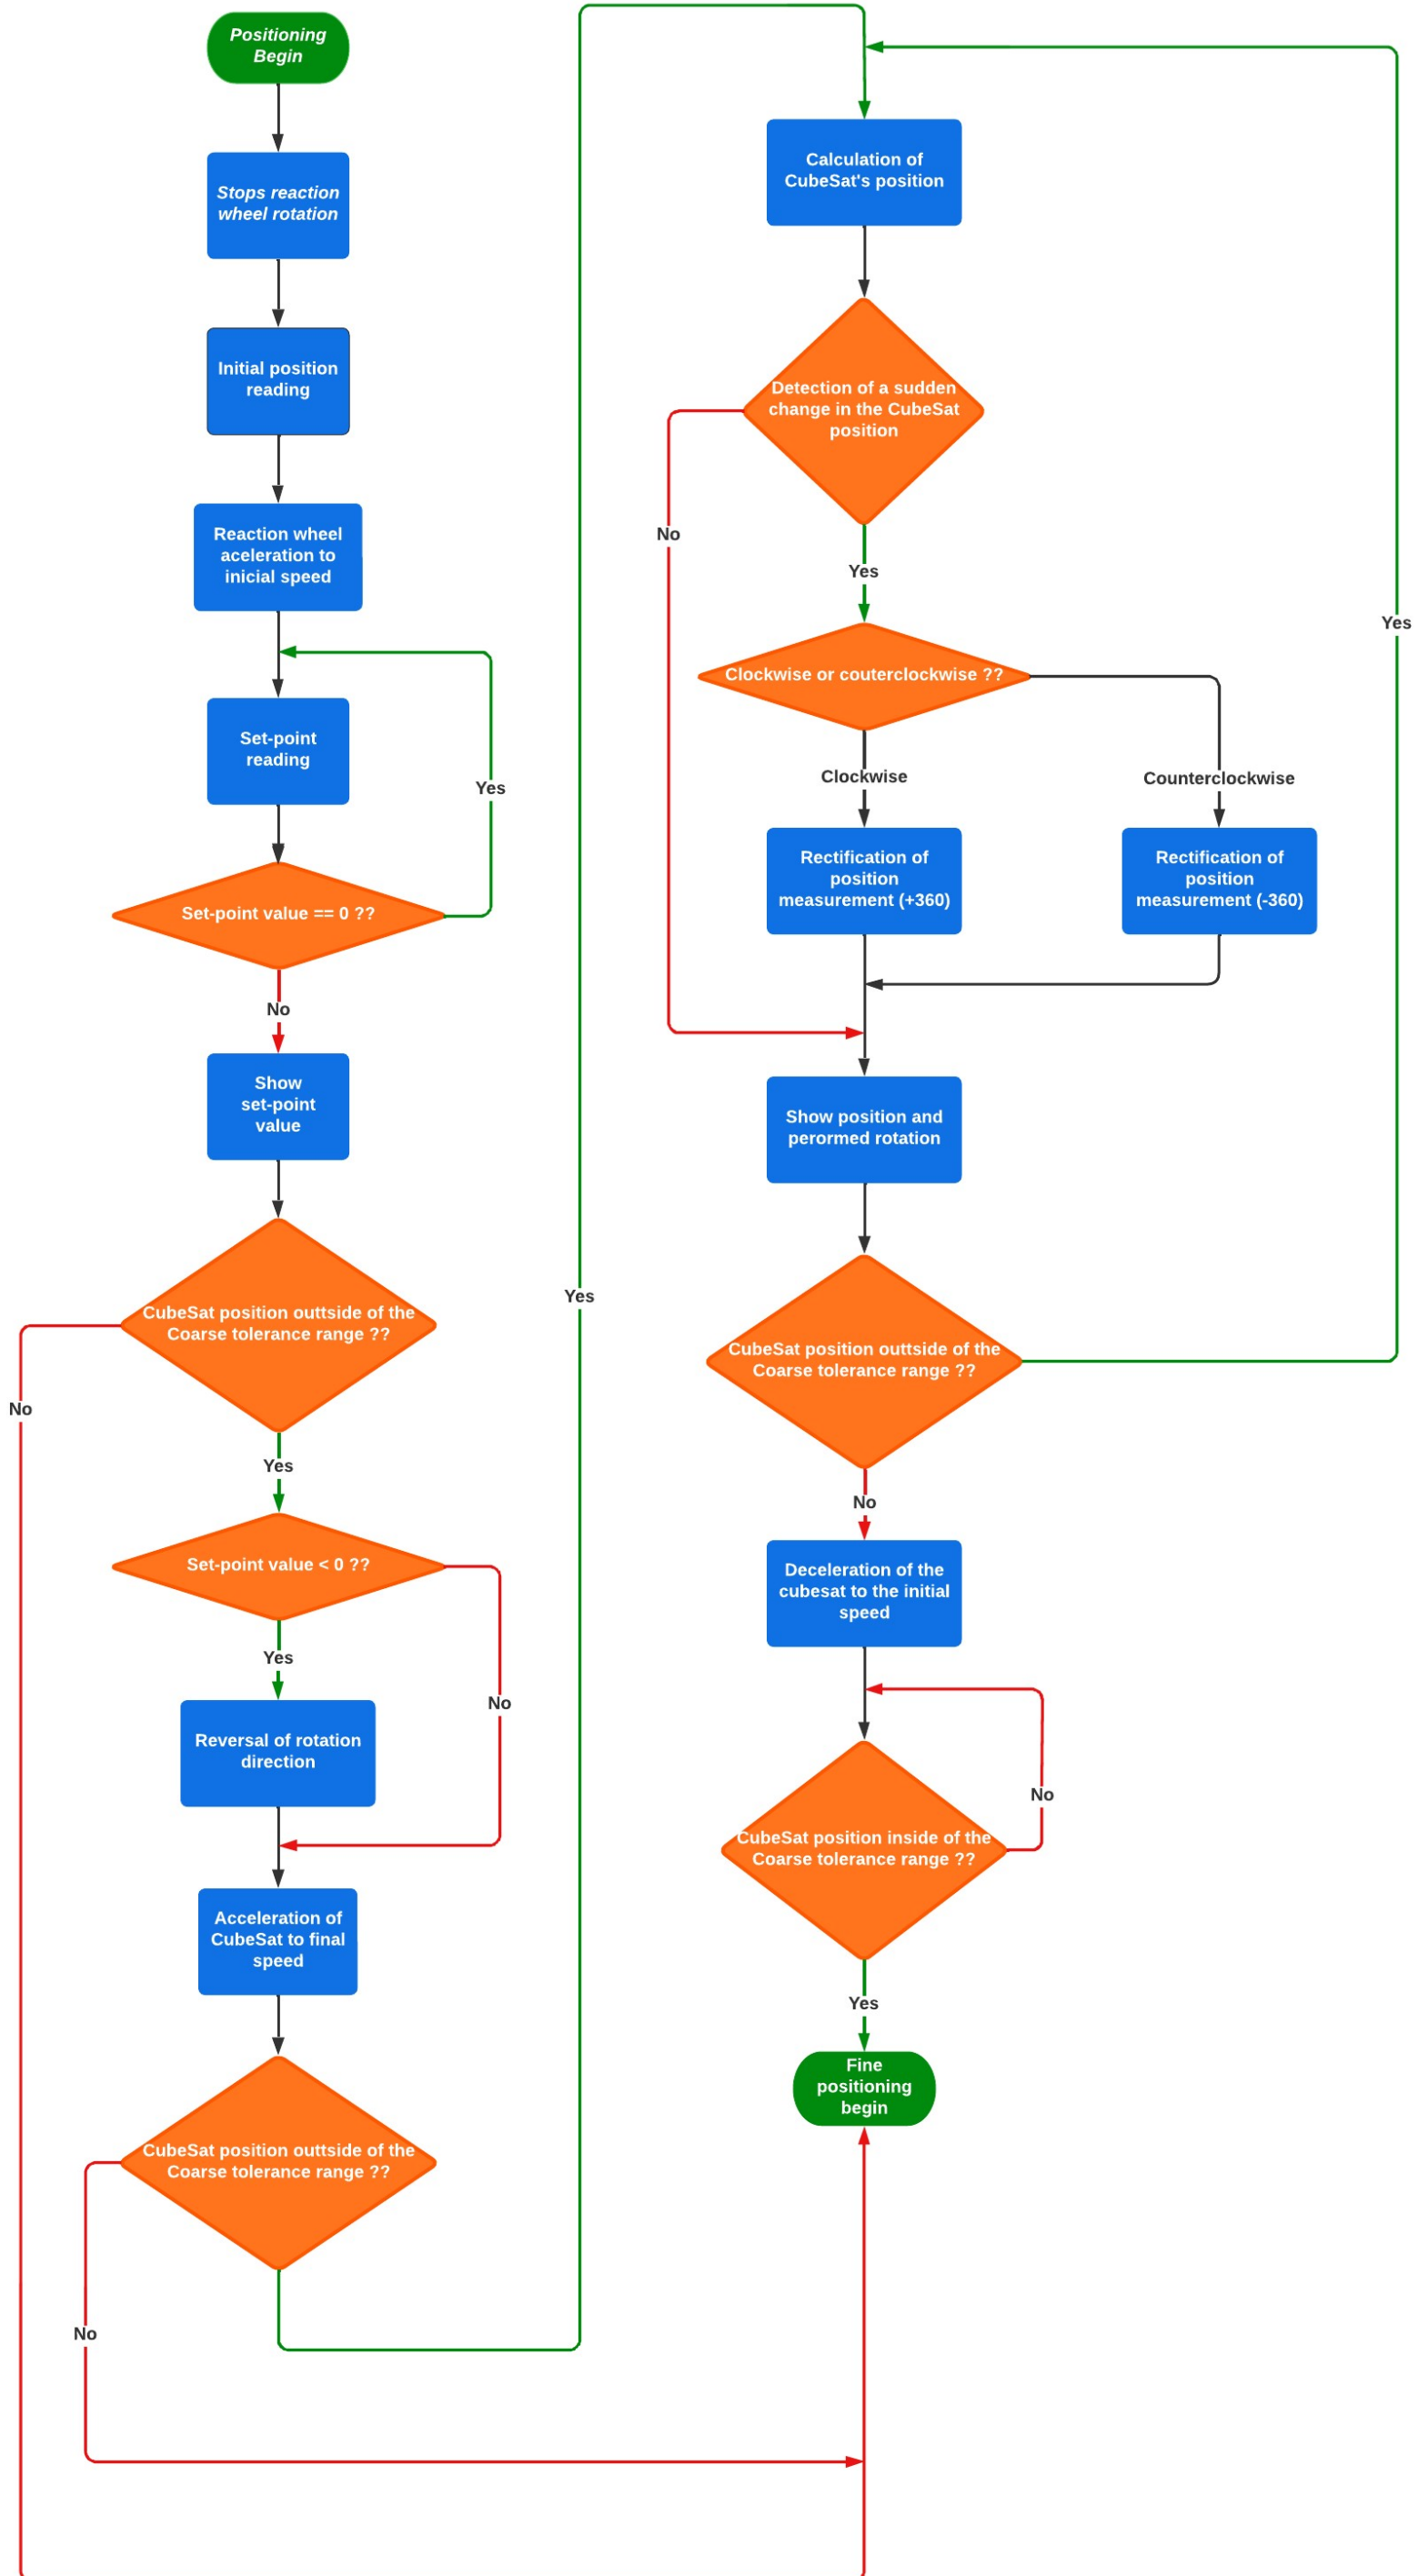 Positioning
Begin
Stops reaction
wheel rotation
Initial position
reading
Reaction wheel
aceleration to
inicial speed
Set-point
reading
Yes
Set-point value == 0 ??
No
Show
set-point
value
CubeSat position outtside of the
Coarse tolerance range ??
No
Yes
Set-point value < 0 ??
Yes
No
Reversal of rotation
direction
Acceleration of
CubeSat to final
speed
CubeSat position outtside of the
Coarse tolerance range ??
No
Yes
Calculation of
CubeSat's position
Detection of a sudden
change in the CubeSat
position
No
Yes
Clockwise or couterclockwise ??
Clockwise
Counterclockwise
Rectification of
position
measurement (+360)
Rectification of
position
measurement (-360)
Show position and
perormed rotation
CubeSat position outtside of the
Coarse tolerance range ??
Yes
No
Deceleration of the
cubesat to the initial
speed
CubeSat position inside of the
Coarse tolerance range ??
No
Yes
Fine
positioning
begin